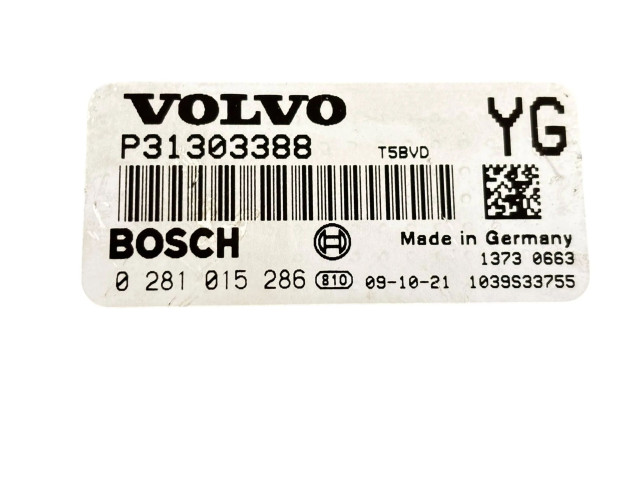 VOLVO
YG
P31303388 T5BVD
BOSCH
Made in Germany
1373 0663
0 281 015 286 810 09-10-21 1039S33755